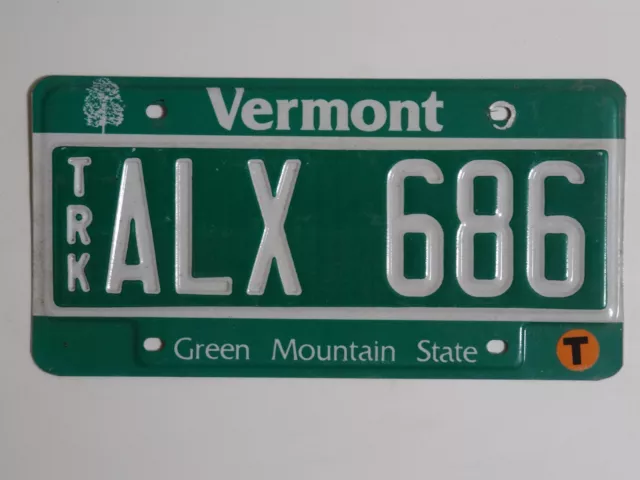 Vermont
TRK ALX 686
Green Mountain State T